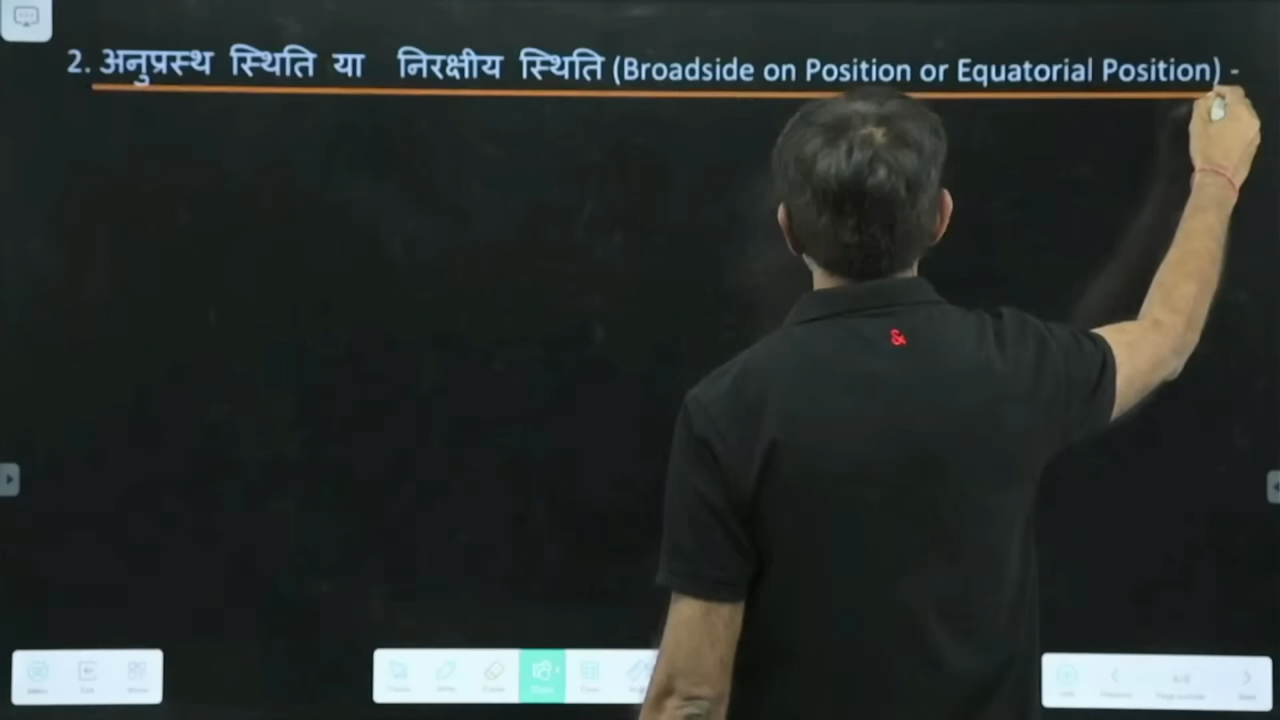 2. अनुप्रस्थ स्थिति या निरक्षीय स्थिति (Broadside on Position or Equatorial Position) -
&